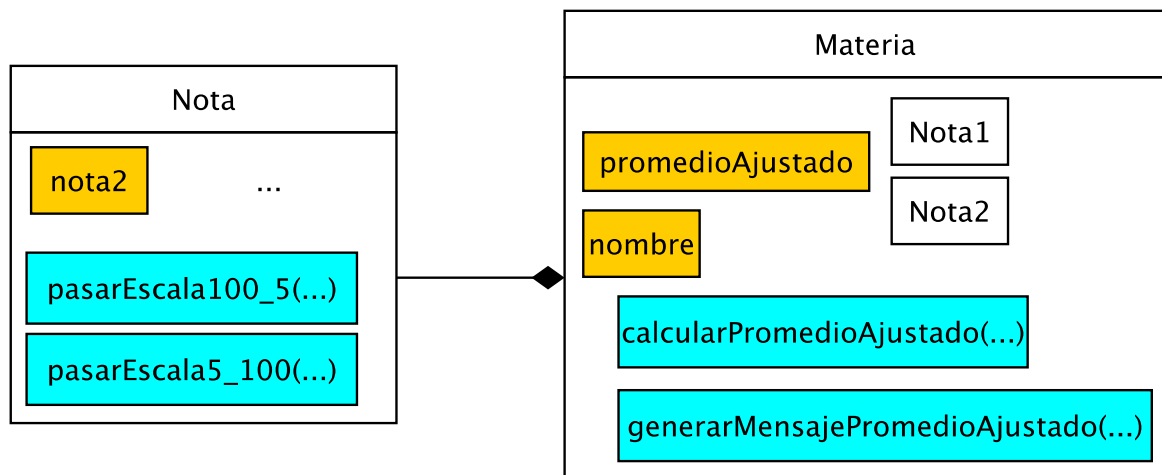 Nota
nota2
...
pasarEscala100_5(...)
pasarEscala5_100(...)
Materia
promedioAjustado
Nota1
Nota2
nombre
calcularPromedioAjustado(...)
generarMensajePromedioAjustado(...)